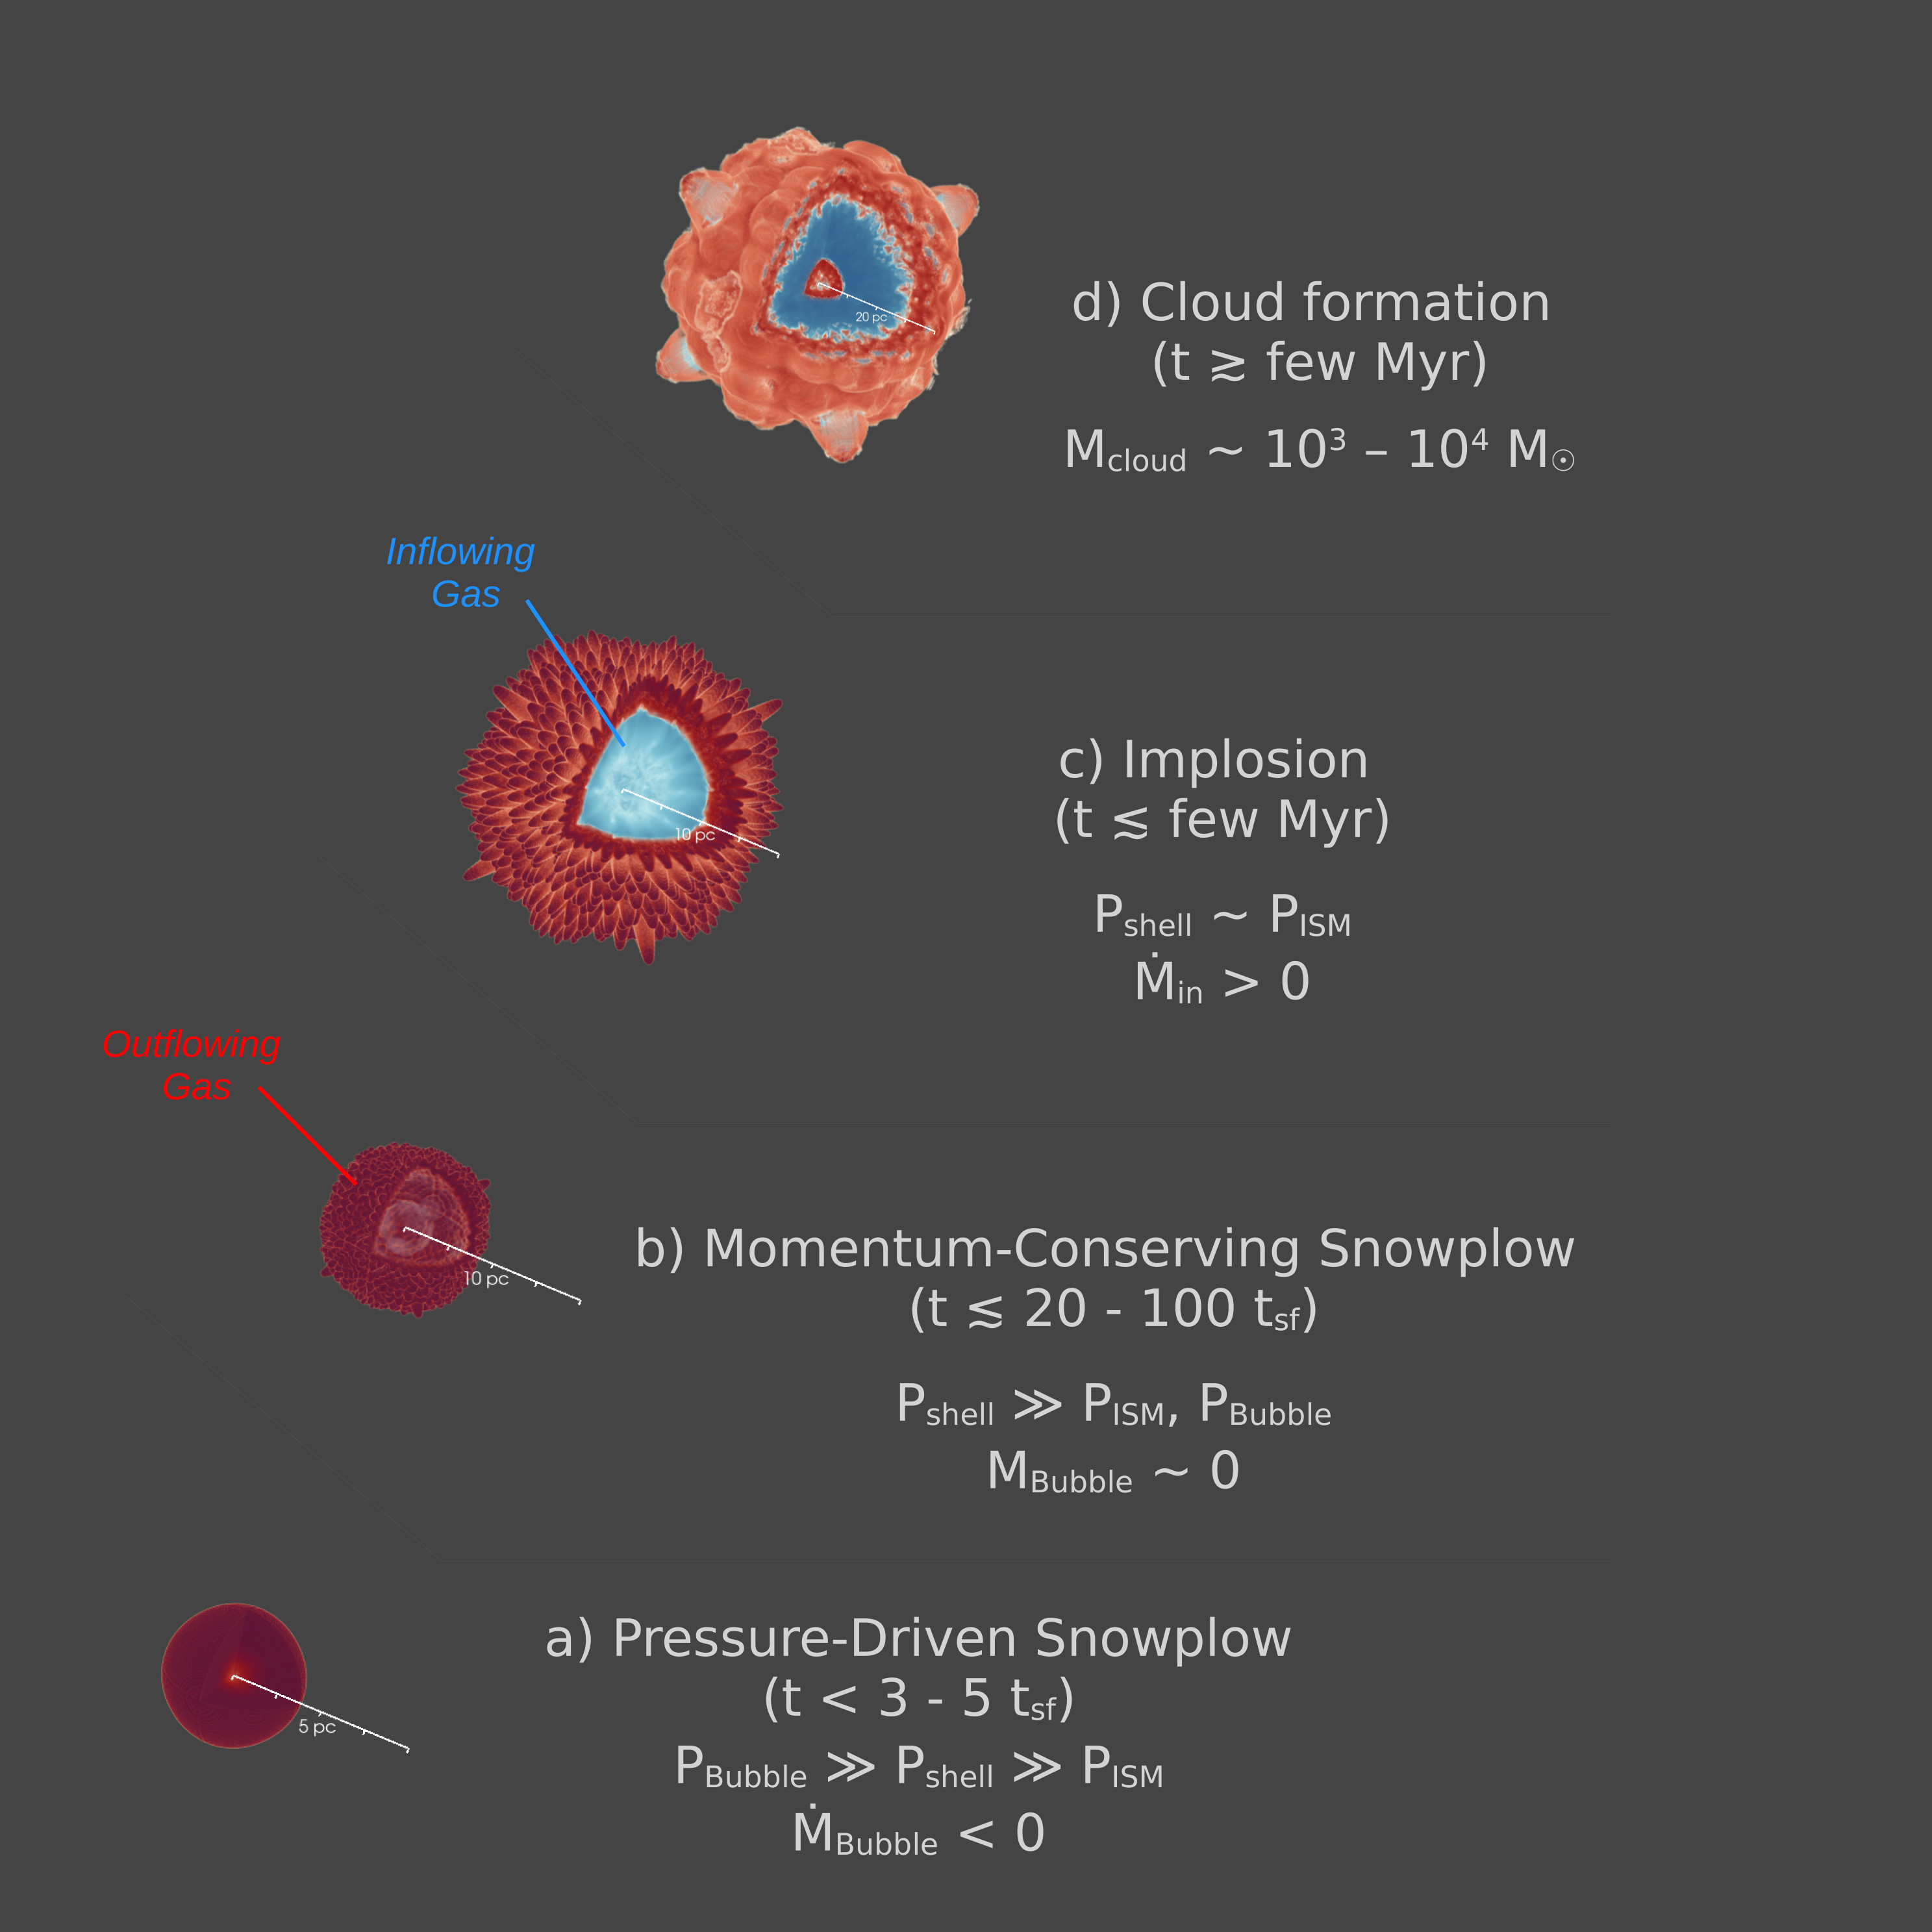 20 pc
d) Cloud formation
(t ≳ few Myr)
M_cloud ~ 10³ – 10⁴ M_☉
Inflowing
Gas
10 pc
c) Implosion
(t ≲ few Myr)
P_shell ~ P_ISM
Ṁ_in > 0
Outflowing
Gas
10 pc
b) Momentum-Conserving Snowplow
(t ≲ 20 - 100 t_sf)
P_shell ≫ P_ISM, P_Bubble
M_Bubble ~ 0
5 pc
a) Pressure-Driven Snowplow
(t < 3 - 5 t_sf)
P_Bubble ≫ P_shell ≫ P_ISM
Ṁ_Bubble < 0